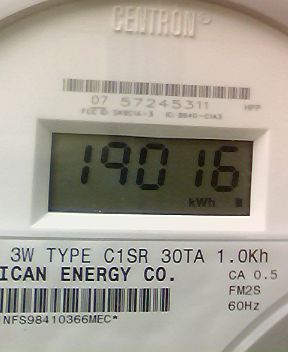 CENTRON®
07 57245311 HPP
19016
kWh
3W TYPE C1SR 30TA 1.0Kh
ICAN ENERGY CO. CA 0.5
FM2S
60Hz
NFS98410366MEC*